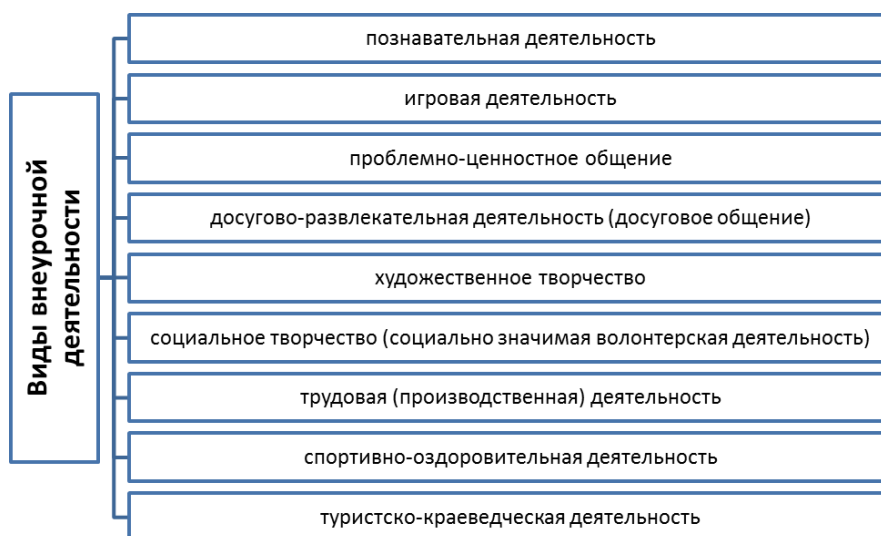 Виды внеурочной
деятельности
познавательная деятельность
игровая деятельность
проблемно-ценностное общение
досугово-развлекательная деятельность (досуговое общение)
художественное творчество
социальное творчество (социально значимая волонтерская деятельность)
трудовая (производственная) деятельность
спортивно-оздоровительная деятельность
туристско-краеведческая деятельность